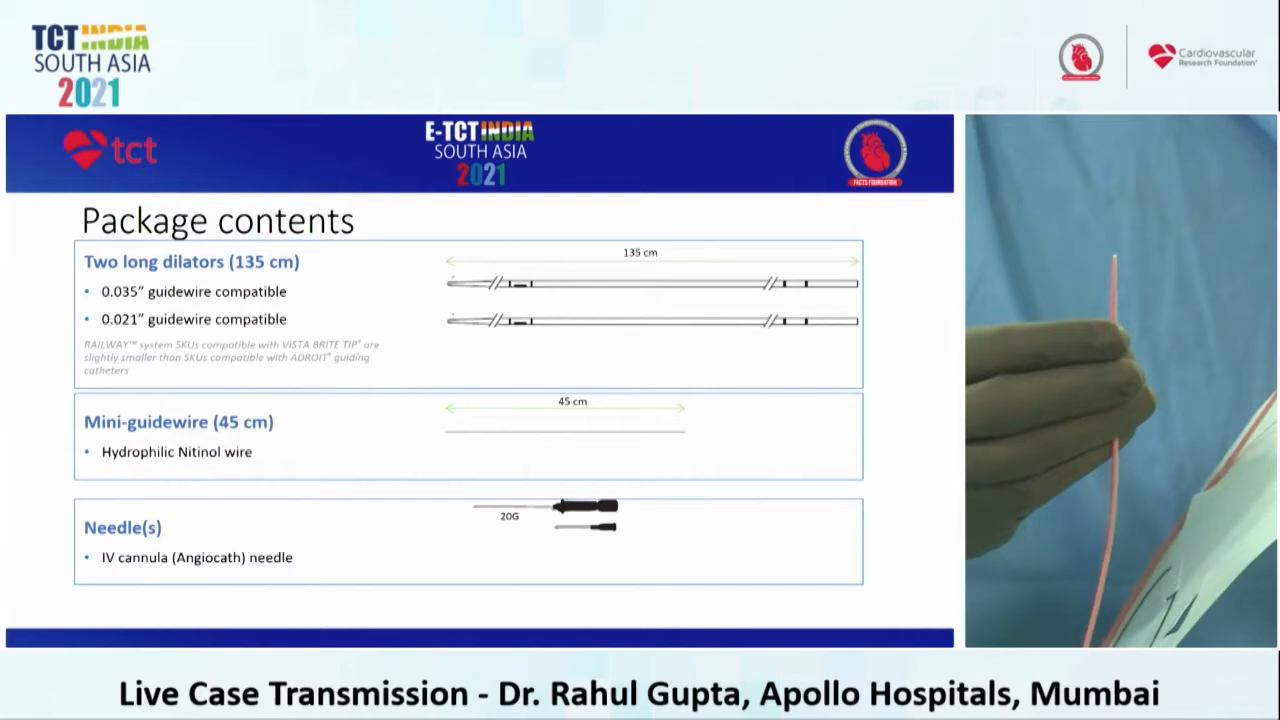 TCT INDIA
SOUTH ASIA
2021
Cardiovascular
Research Foundation®
tct
E-TCT INDIA
SOUTH ASIA
2021
FACTS FOUNDATION
Package contents
Two long dilators (135 cm)
• 0.035” guidewire compatible
• 0.021” guidewire compatible
RAILWAY™ system SKUs compatible with VISTA BRITE TIP® are
slightly smaller than SKUs compatible with ADROIT® guiding
catheters
135 cm
Mini-guidewire (45 cm)
• Hydrophilic Nitinol wire
45 cm
Needle(s)
• IV cannula (Angiocath) needle
20G
Live Case Transmission - Dr. Rahul Gupta, Apollo Hospitals, Mumbai